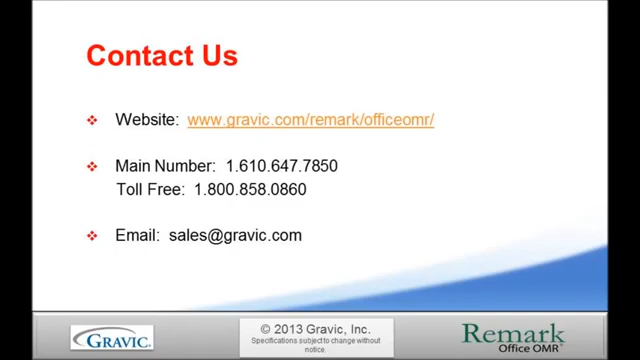 Contact Us
Website: www.gravic.com/remark/officeomr/
Main Number: 1.610.647.7850
Toll Free: 1.800.858.0860
Email: sales@gravic.com
GRAVIC.
© 2013 Gravic, Inc.
Specifications subject to change without
notice.
Remark
Office OMR